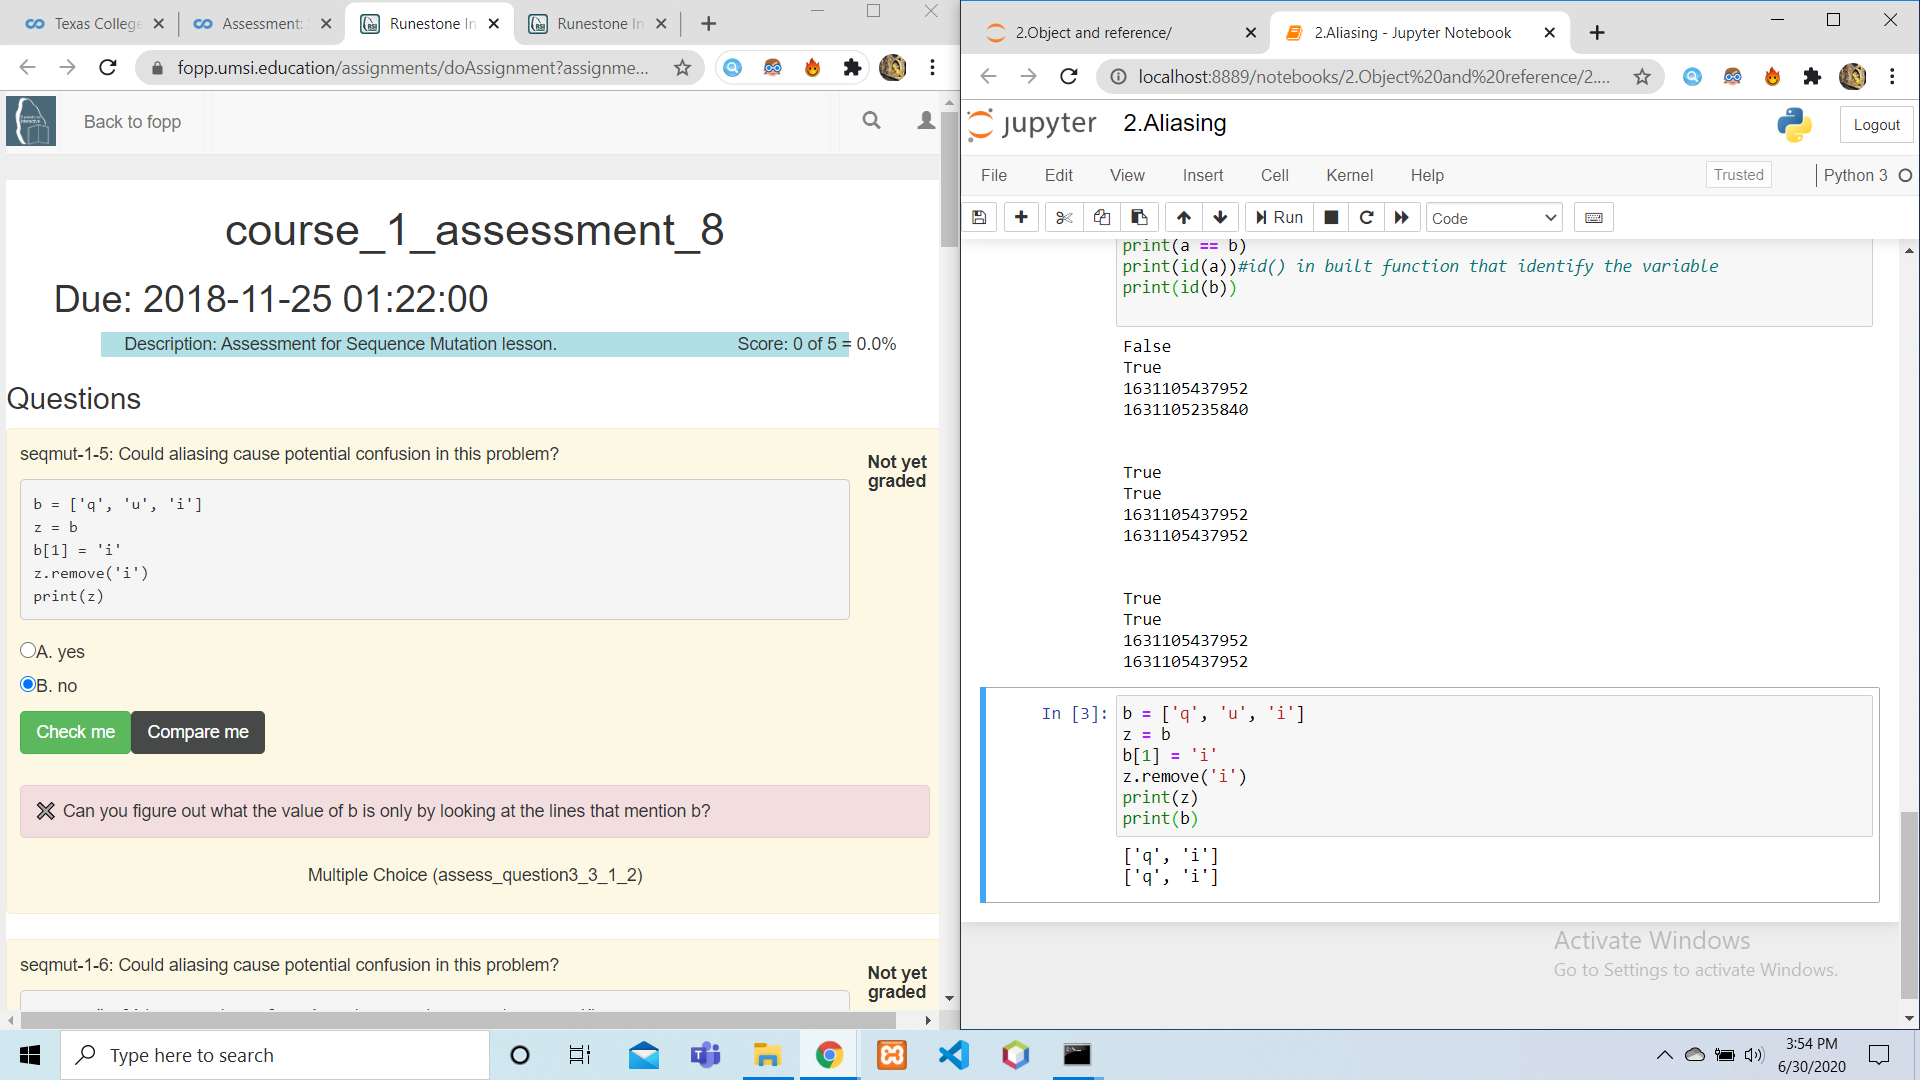 Texas College
Assessment:
Runestone In
Runestone In
fopp.umsi.education/assignments/doAssignment?assignme...
Back to fopp
course_1_assessment_8
Due: 2018-11-25 01:22:00
Description: Assessment for Sequence Mutation lesson.
Score: 0 of 5 = 0.0%
Questions
seqmut-1-5: Could aliasing cause potential confusion in this problem?
Not yet
graded
b = ['q', 'u', 'i']
z = b
b[1] = 'i'
z.remove('i')
print(z)
A. yes
B. no
Check me
Compare me
Can you figure out what the value of b is only by looking at the lines that mention b?
Multiple Choice (assess_question3_3_1_2)
seqmut-1-6: Could aliasing cause potential confusion in this problem?
Not yet
graded
2.Object and reference/
2.Aliasing - Jupyter Notebook
localhost:8889/notebooks/2.Object%20and%20reference/2....
jupyter
2.Aliasing
Logout
File Edit View Insert Cell Kernel Help
Trusted
Python 3
Run
Code
print(a == b)
print(id(a))#id() in built function that identify the variable
print(id(b))
False
True
1631105437952
1631105235840
True
True
1631105437952
1631105437952
True
True
1631105437952
1631105437952
In [3]:
b = ['q', 'u', 'i']
z = b
b[1] = 'i'
z.remove('i')
print(z)
print(b)
['q', 'i']
['q', 'i']
Activate Windows
Go to Settings to activate Windows.
Type here to search
3:54 PM
6/30/2020